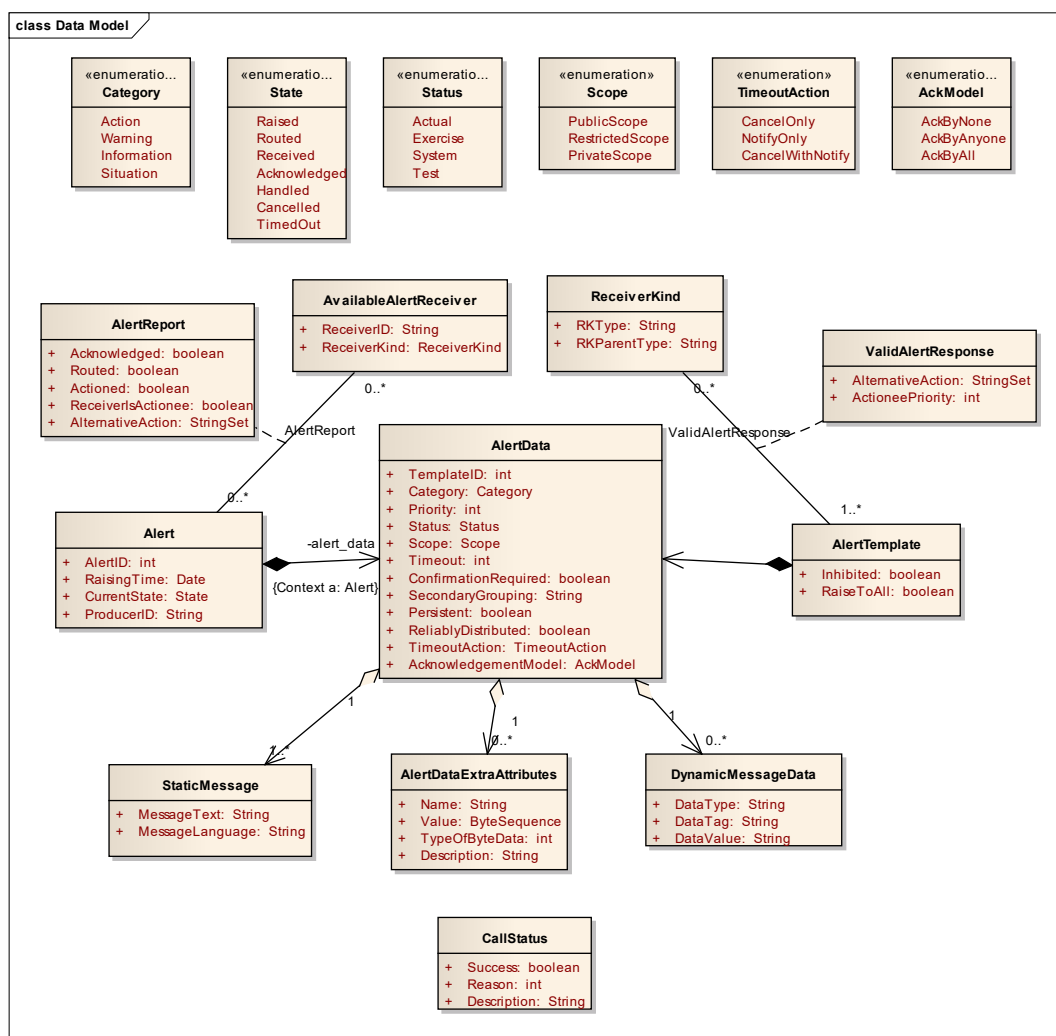 class Data Model
«enumeratio...
Category
Action
Warning
Information
Situation
«enumeratio...
State
Raised
Routed
Received
Acknowledged
Handled
Cancelled
TimedOut
«enumeratio...
Status
Actual
Exercise
System
Test
«enumeration»
Scope
PublicScope
RestrictedScope
PrivateScope
«enumeration»
TimeoutAction
CancelOnly
NotifyOnly
CancelWithNotify
«enumeratio...
AckModel
AckByNone
AckByAnyone
AckByAll
AlertReport
+ Acknowledged: boolean
+ Routed: boolean
+ Actioned: boolean
+ ReceiverIsActionee: boolean
+ AlternativeAction: StringSet
AvailableAlertReceiver
+ ReceiverID: String
+ ReceiverKind: ReceiverKind
ReceiverKind
+ RKType: String
+ RKParentType: String
ValidAlertResponse
+ AlternativeAction: StringSet
+ ActioneePriority: int
0..*
AlertReport
0..*
0..*
ValidAlertResponse
1..*
Alert
+ AlertID: int
+ RaisingTime: Date
+ CurrentState: State
+ ProducerID: String
-alert_data
{Context a: Alert}
AlertData
+ TemplateID: int
+ Category: Category
+ Priority: int
+ Status: Status
+ Scope: Scope
+ Timeout: int
+ ConfirmationRequired: boolean
+ SecondaryGrouping: String
+ Persistent: boolean
+ ReliablyDistributed: boolean
+ TimeoutAction: TimeoutAction
+ AcknowledgementModel: AckModel
AlertTemplate
+ Inhibited: boolean
+ RaiseToAll: boolean
1
1..*
1
0..*
1
0..*
StaticMessage
+ MessageText: String
+ MessageLanguage: String
AlertDataExtraAttributes
+ Name: String
+ Value: ByteSequence
+ TypeOfByteData: int
+ Description: String
DynamicMessageData
+ DataType: String
+ DataTag: String
+ DataValue: String
CallStatus
+ Success: boolean
+ Reason: int
+ Description: String